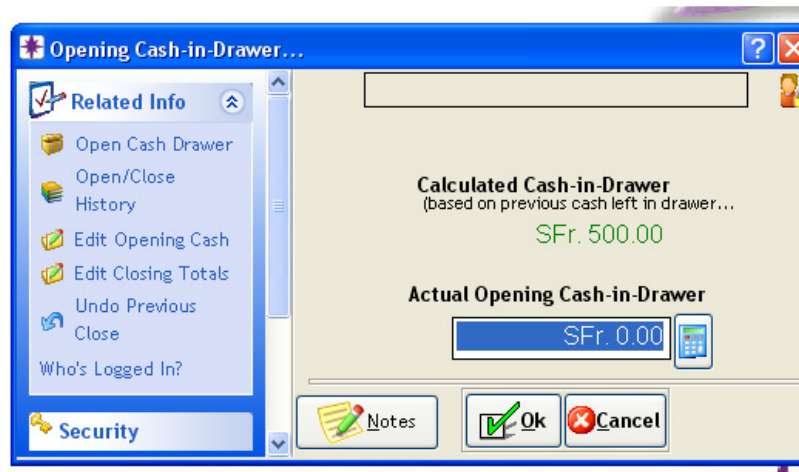 Opening Cash-in-Drawer...
Related Info
Open Cash Drawer
Open/Close
History
Edit Opening Cash
Edit Closing Totals
Undo Previous
Close
Who's Logged In?
Security
Calculated Cash-in-Drawer
(based on previous cash left in drawer...
SFr. 500.00
Actual Opening Cash-in-Drawer
SFr. 0.00
Notes
Ok
Cancel